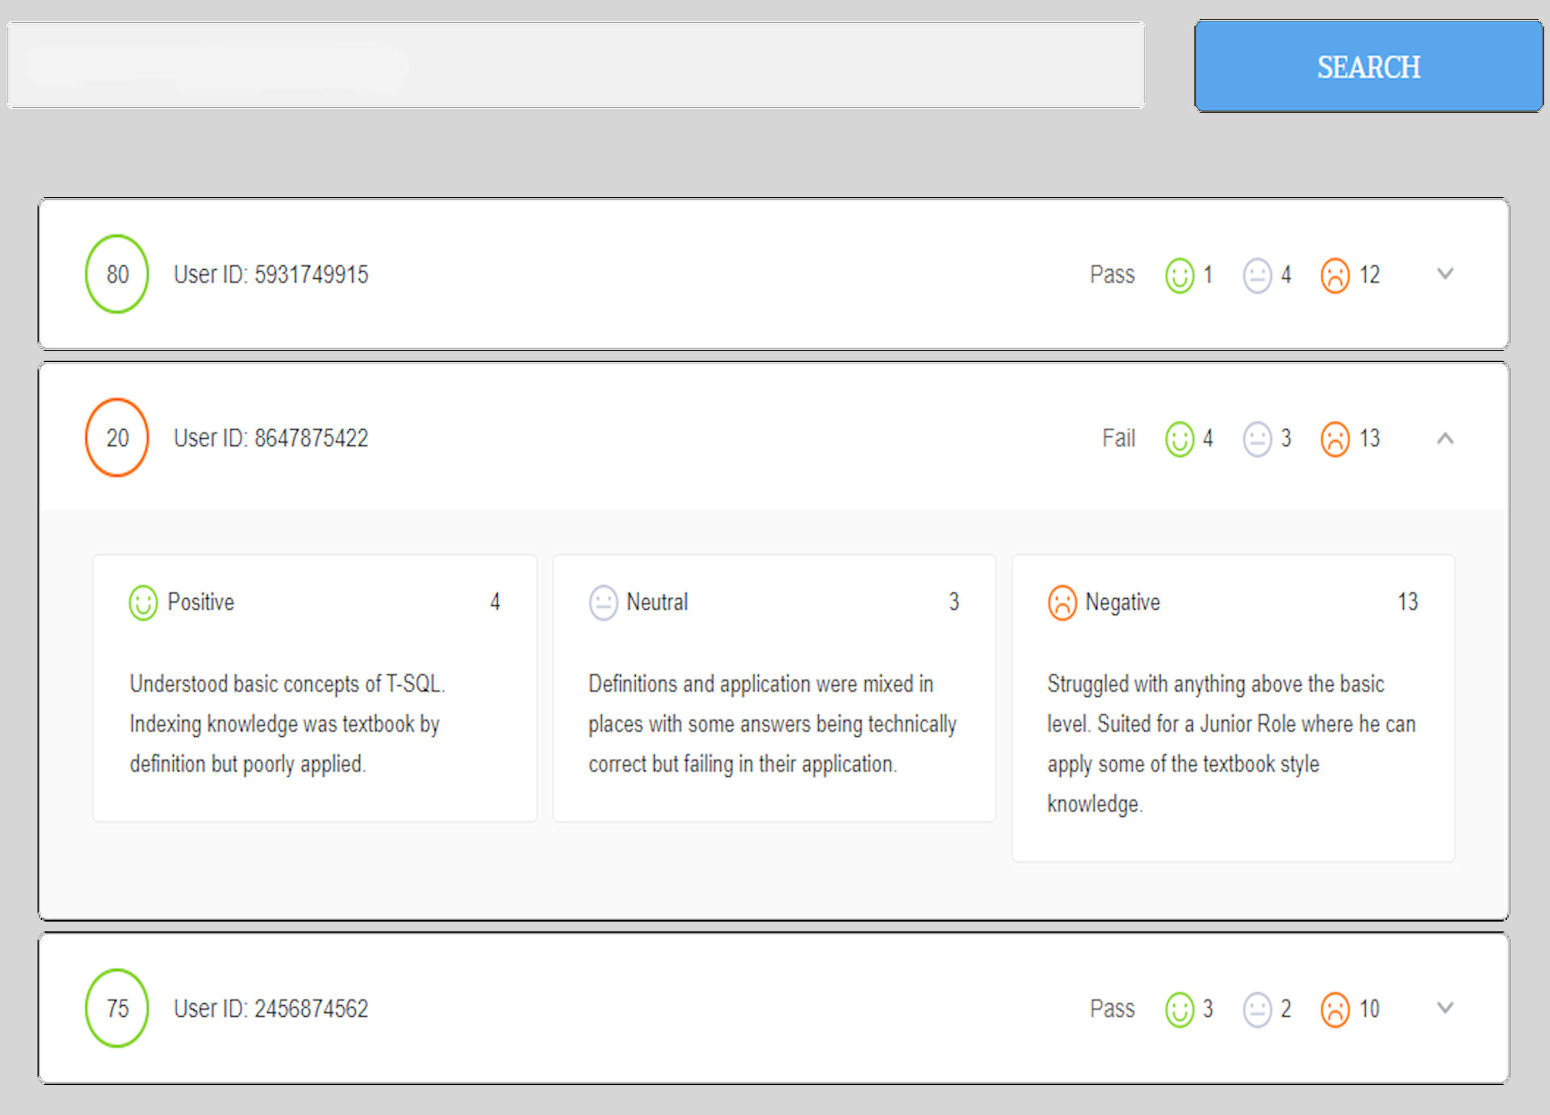 SEARCH
80 User ID: 5931749915 Pass 1 4 12
20 User ID: 8647875422 Fail 4 3 13
Positive 4
Understood basic concepts of T-SQL.
Indexing knowledge was textbook by
definition but poorly applied.
Neutral 3
Definitions and application were mixed in
places with some answers being technically
correct but failing in their application.
Negative 13
Struggled with anything above the basic
level. Suited for a Junior Role where he can
apply some of the textbook style
knowledge.
75 User ID: 2456874562 Pass 3 2 10